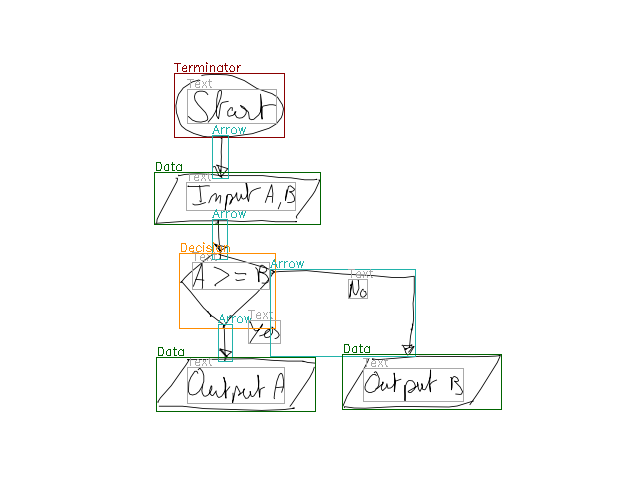 Terminator
Text
Start
Arrow
Data
Text
Input A,B
Arrow
Decision
Text
A >= B
Arrow
Text
No
Text
Yes
Arrow
Data
Text
Output A
Data
Text
Output B